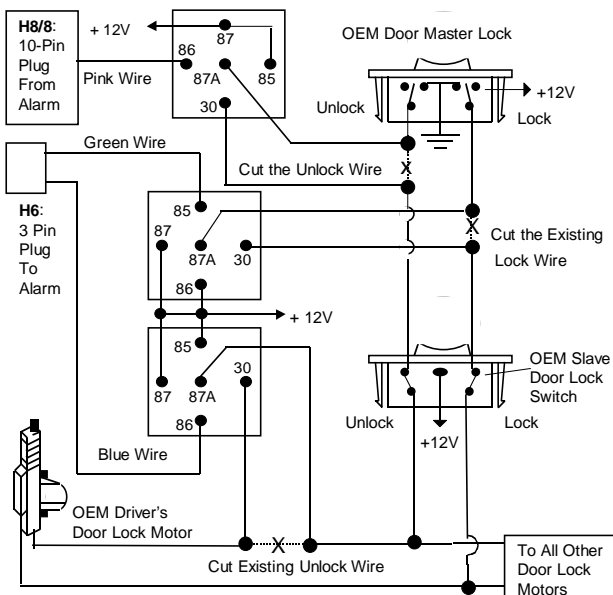 H8/8:
10-Pin
Plug
From
Alarm
+ 12V
87
86
87A
85
30
Pink Wire
OEM Door Master Lock
Unlock
+12V
Lock
Green Wire
Cut the Unlock Wire
X
H6:
3 Pin
Plug
To
Alarm
85
87
87A
30
86
X
Cut the Existing
Lock Wire
+ 12V
85
87
87A
30
86
Blue Wire
OEM Slave
Door Lock
Switch
Unlock
+12V
Lock
OEM Driver's
Door Lock Motor
X
Cut Existing Unlock Wire
To All Other
Door Lock
Motors